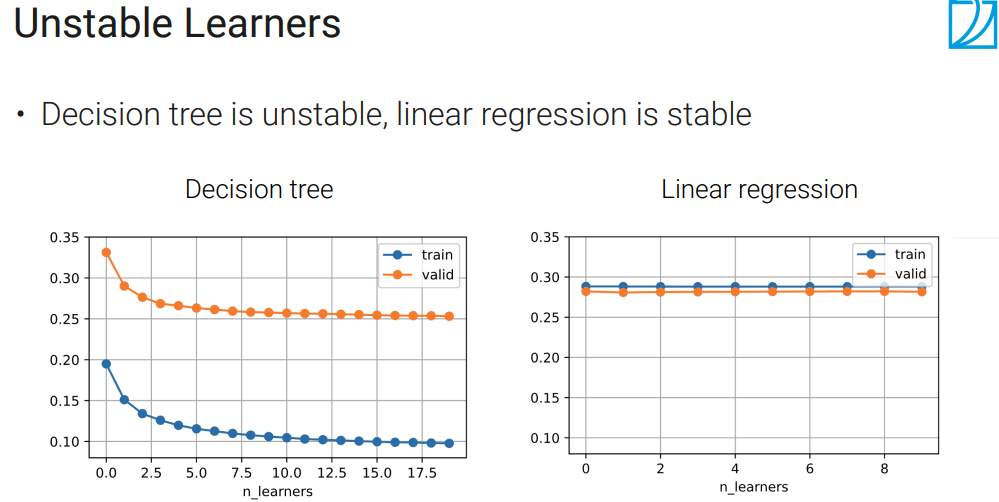 Unstable Learners
• Decision tree is unstable, linear regression is stable
Decision tree
0.35
0.30
0.25
0.20
0.15
0.10
train
valid
0.0 2.5 5.0 7.5 10.0 12.5 15.0 17.5
n_learners
Linear regression
0.35
0.30
0.25
0.20
0.15
0.10
train
valid
0 2 4 6 8
n_learners